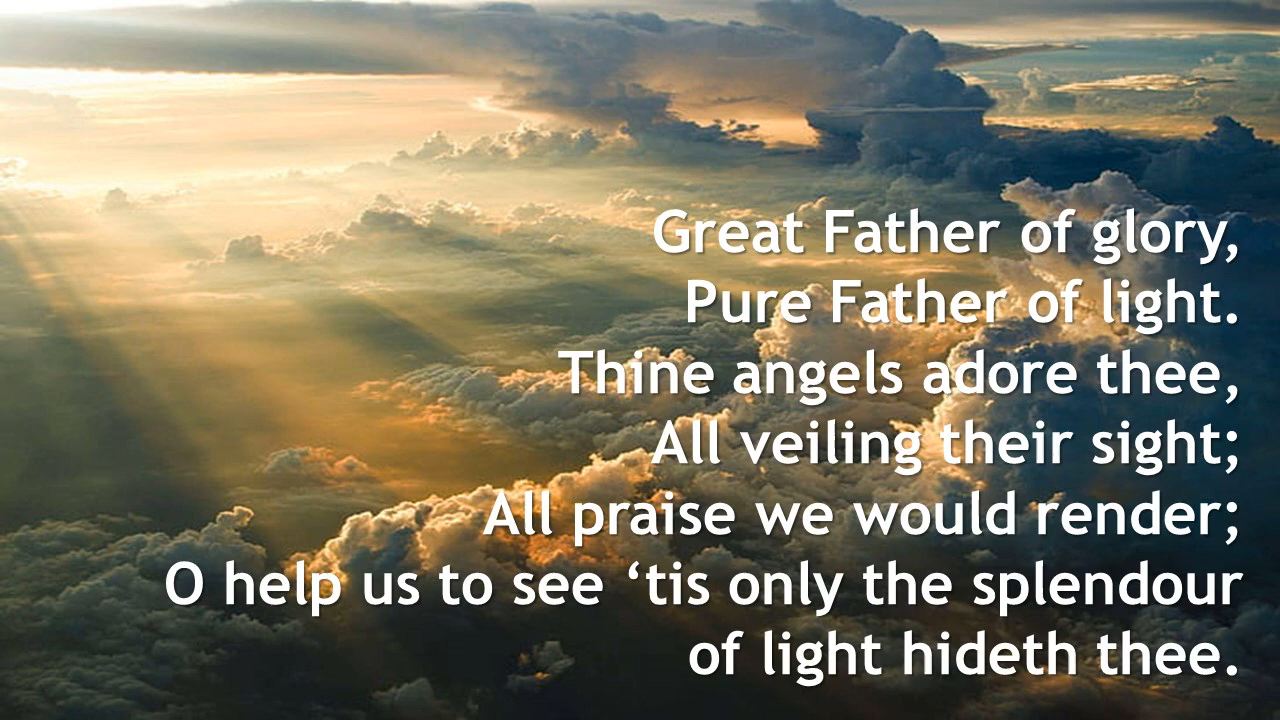 Great Father of glory,
Pure Father of light.
Thine angels adore thee,
All veiling their sight;
All praise we would render;
O help us to see ‘tis only the splendour
of light hideth thee.